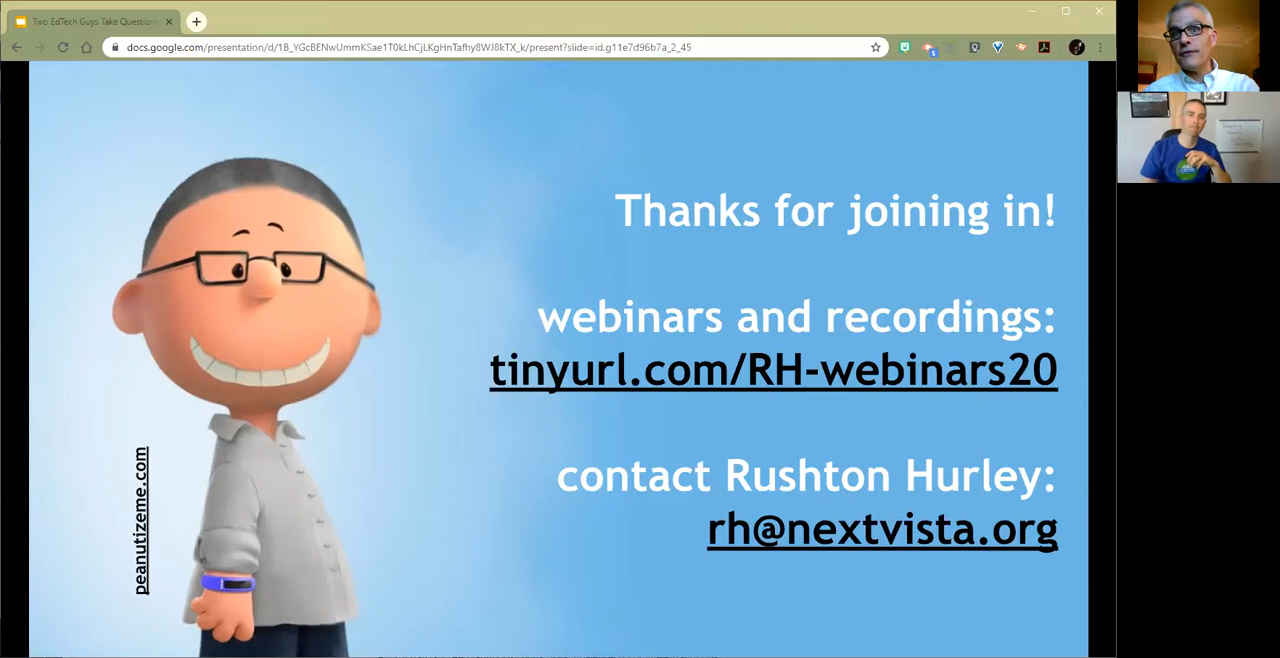 Two EdTech Guys Take Questions
docs.google.com/presentation/d/1B_YGcBENwUmmKSae1T0kLhCjLKgHnTafhy8WJ8kTX_k/present?slide=id.g11e7d96b7a_2_45
Thanks for joining in!
webinars and recordings:
tinyurl.com/RH-webinars20
contact Rushton Hurley:
rh@nextvista.org
peanutizeme.com